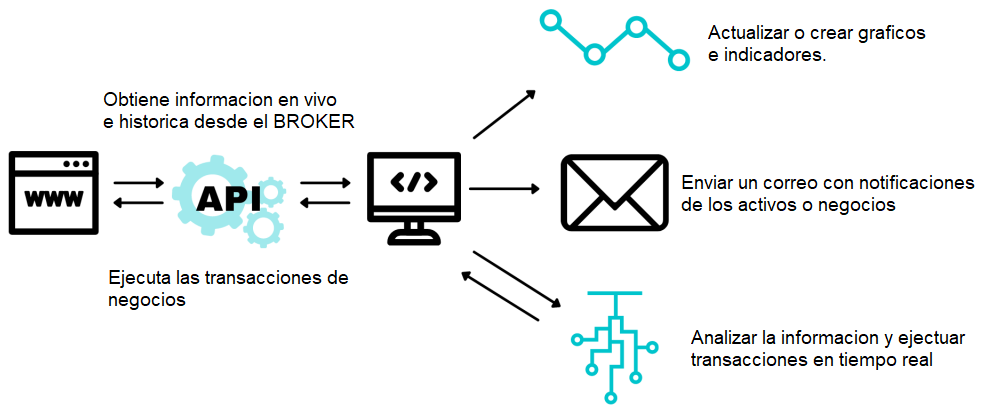 Actualizar o crear graficos
e indicadores.
Obtiene informacion en vivo
e historica desde el BROKER
WWW
API
</>
Enviar un correo con notificaciones
de los activos o negocios
Ejecuta las transacciones de
negocios
Analizar la informacion y ejectuar
transacciones en tiempo real